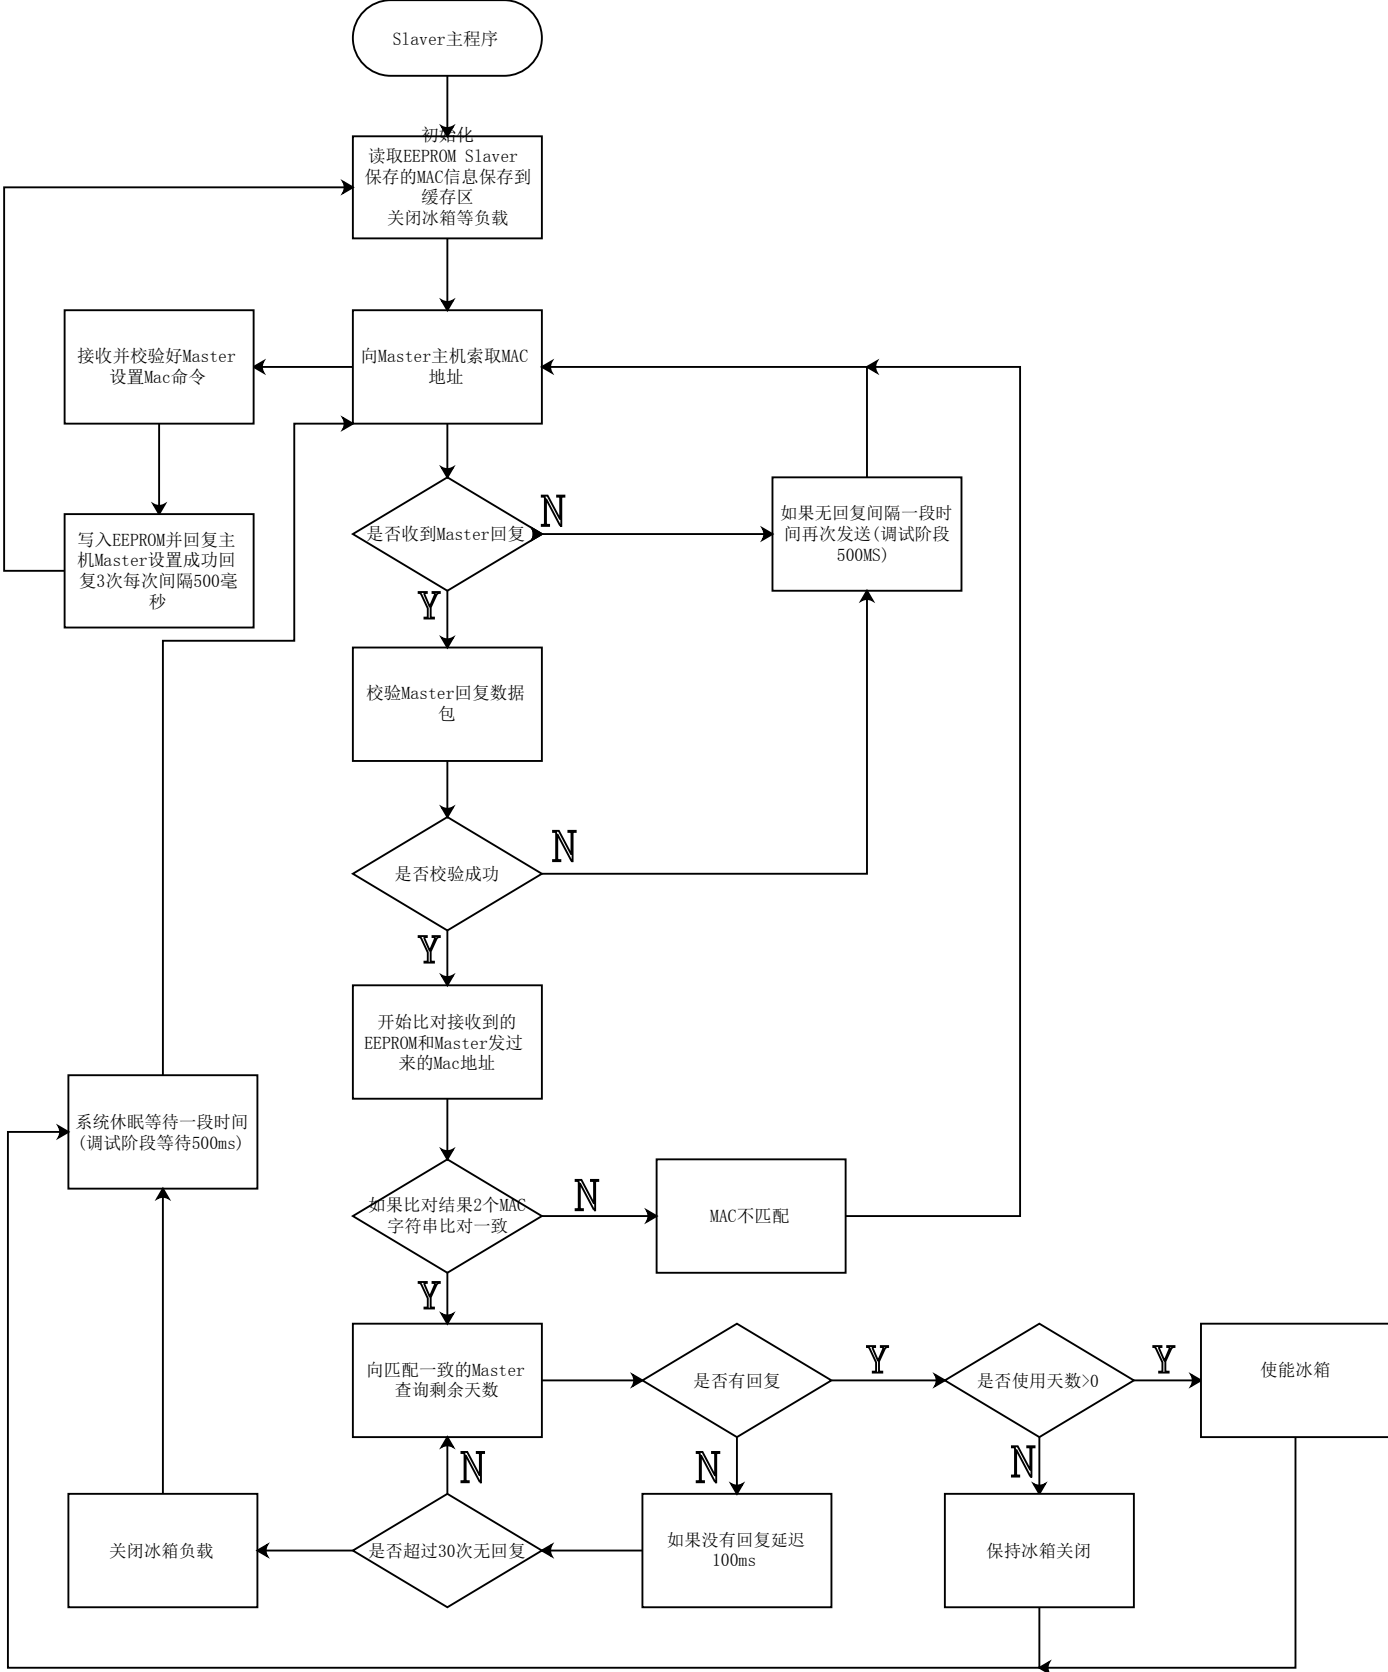 Slaver主程序
初始化
读取EEPROM Slaver
保存的MAC信息保存到
缓存区
关闭冰箱等负载
接收并校验好Master
设置Mac命令
向Master主机索取MAC
地址
写入EEPROM并回复主
机Master设置成功回
复3次每次间隔500毫
秒
是否收到Master回复
N
如果无回复间隔一段时
间再次发送(调试阶段
500MS)
Y
校验Master回复数据
包
是否校验成功
N
Y
开始比对接收到的
EEPROM和Master发过
来的Mac地址
系统休眠等待一段时间
(调试阶段等待500ms)
如果比对结果2个MAC
字符串比对一致
N
MAC不匹配
Y
向匹配一致的Master
查询剩余天数
是否有回复
Y
是否使用天数>0
Y
使能冰箱
N
N
N
关闭冰箱负载
是否超过30次无回复
如果没有回复延迟
100ms
保持冰箱关闭